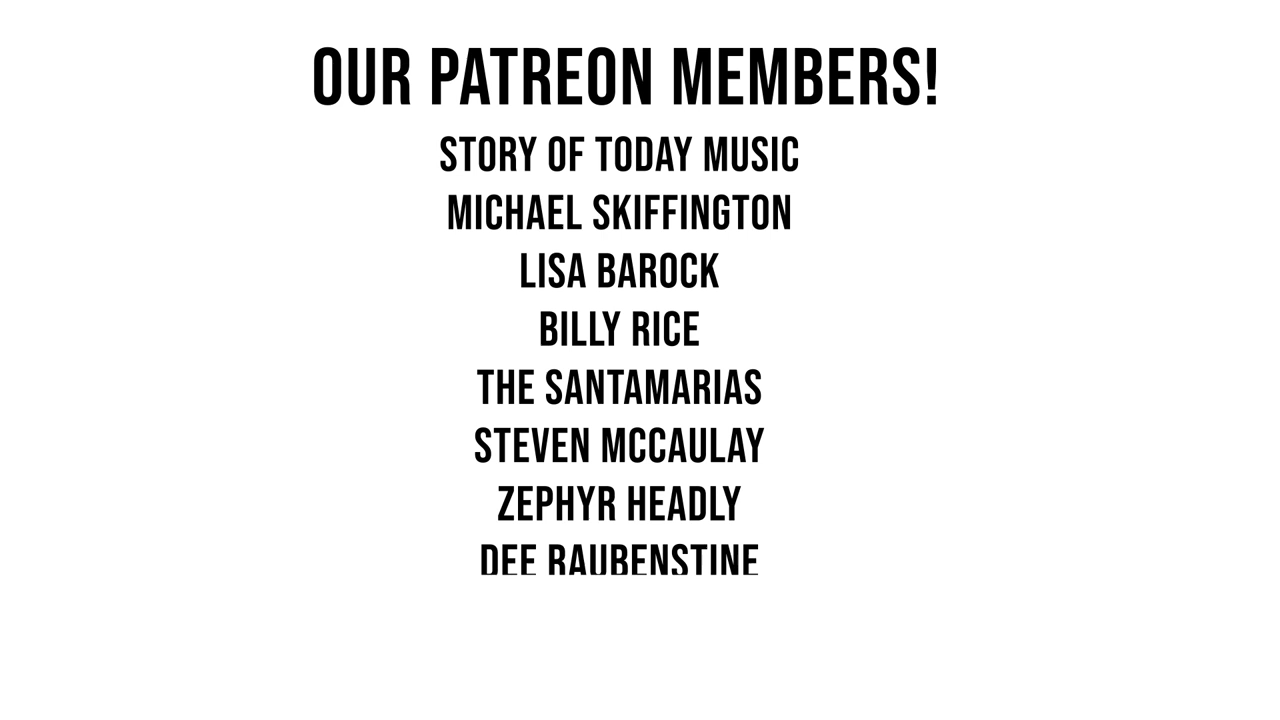 OUR PATREON MEMBERS!
STORY OF TODAY MUSIC
MICHAEL SKIFFINGTON
LISA BAROCK
BILLY RICE
THE SANTAMARIAS
STEVEN MCCAULAY
ZEPHYR HEADLY
DEE RAUBENSTINE